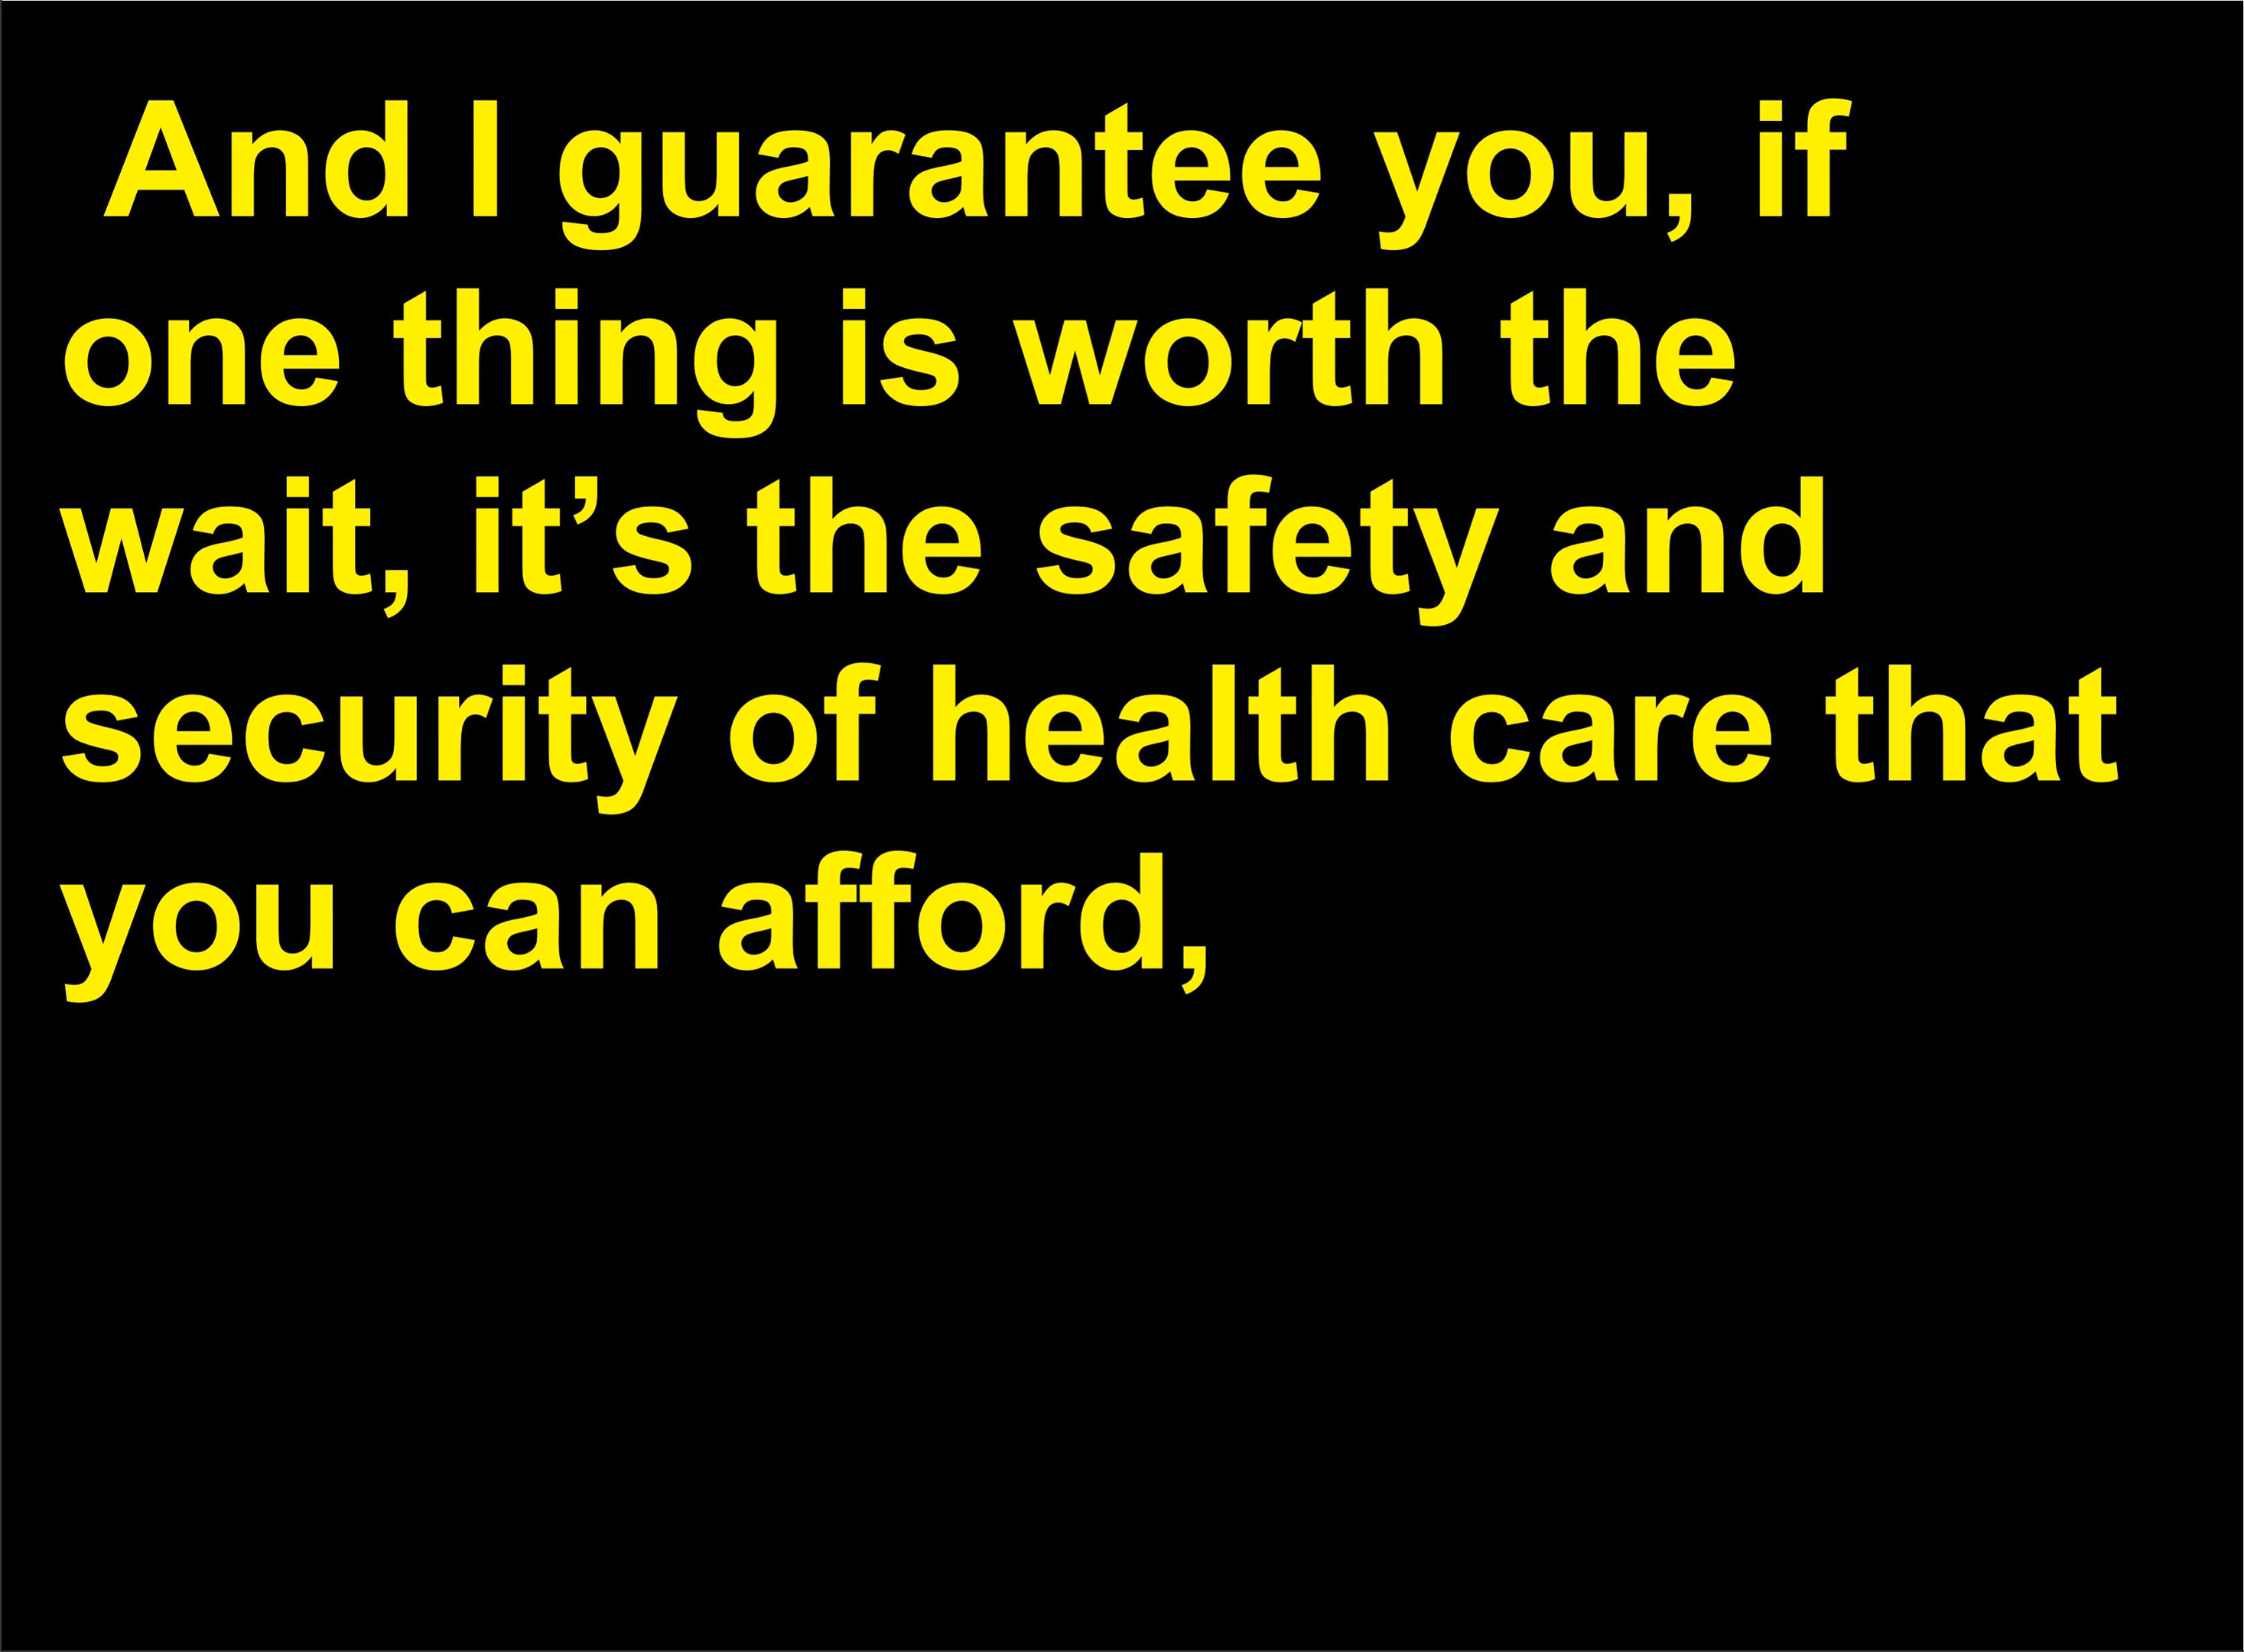 And I guarantee you, if
one thing is worth the
wait, it’s the safety and
security of health care that
you can afford,